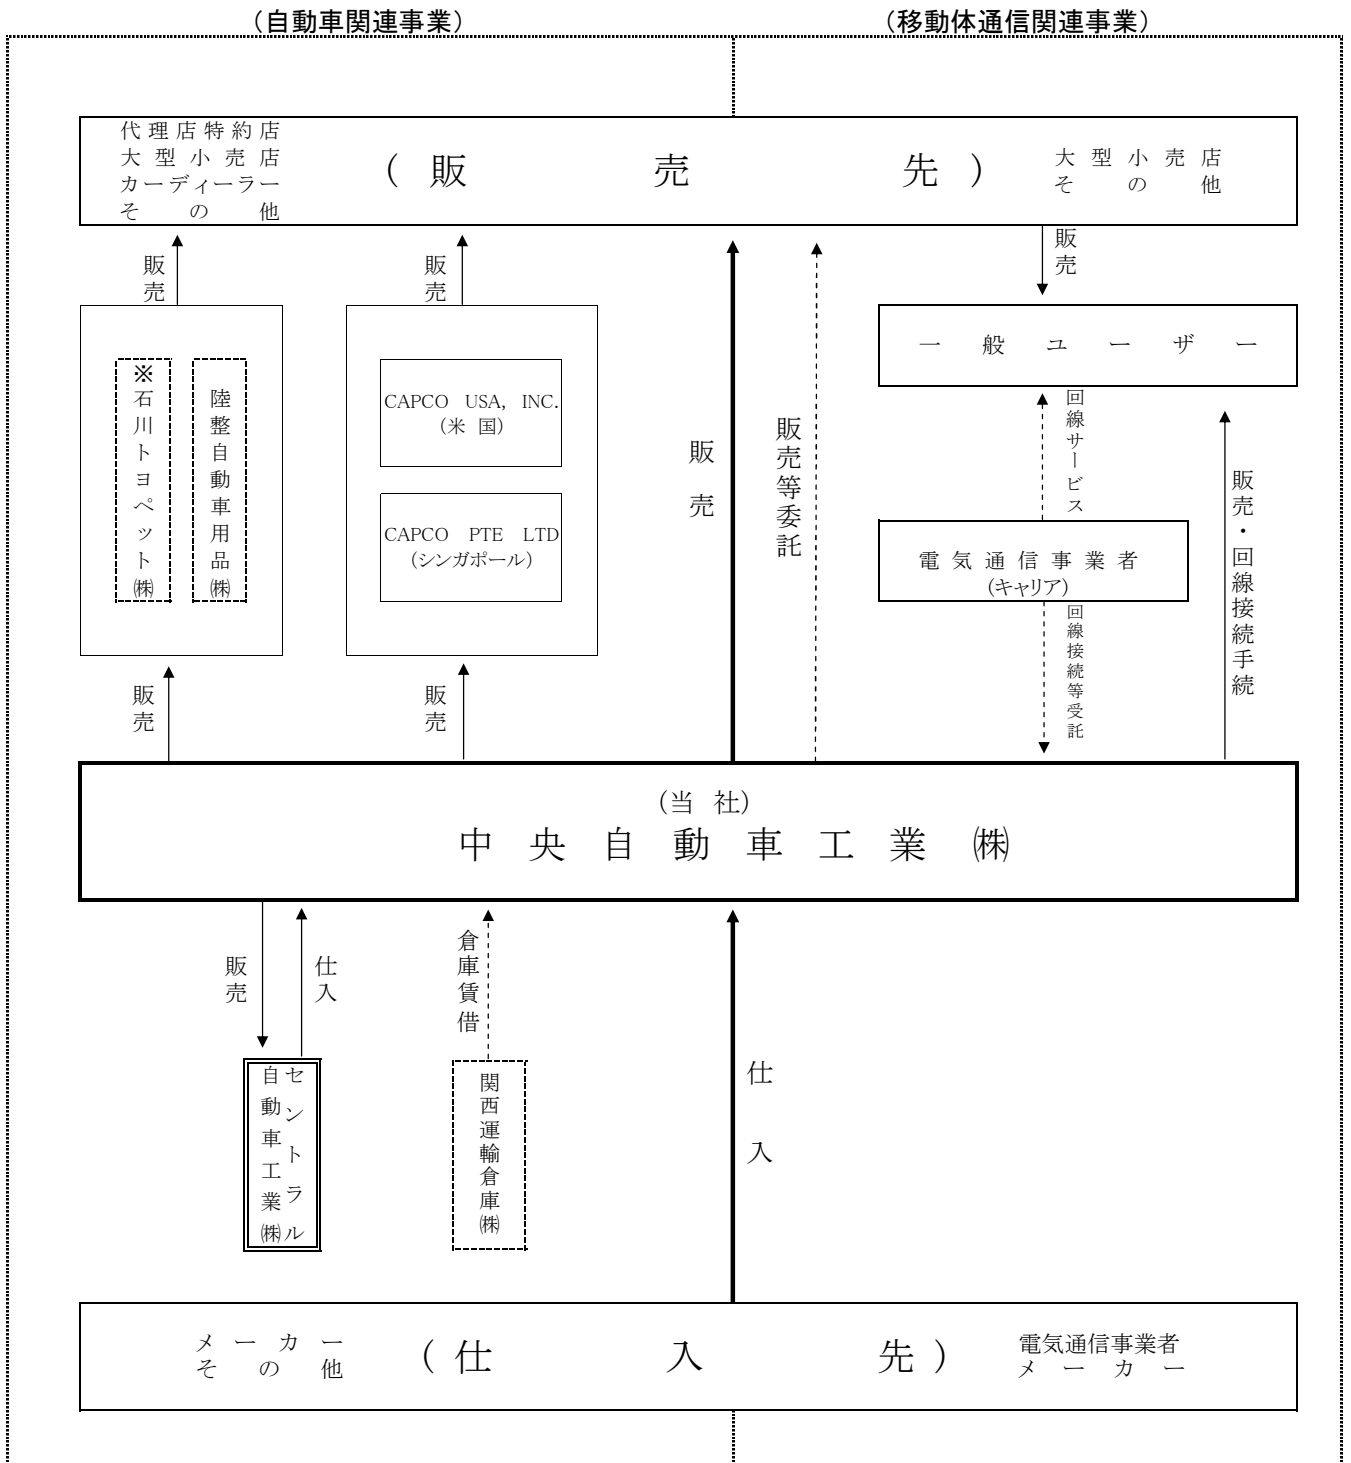 （自動車関連事業）
（移動体通信関連事業）
代理店特約店
大型小売店
カーディーラー
その他
（販売先）
大型小売店
その他
販売
販売
販売
一般ユーザー
※石川トヨペット㈱
陸整自動車用品㈱
CAPCO USA, INC.
（米国）
CAPCO PTE LTD
（シンガポール）
販売
販売等委託
回線サービス
電気通信事業者
（キャリア）
販売・回線接続手続
回線接続等受託
販売
販売
（当社）
中央自動車工業㈱
販売
仕入
倉庫賃借
セントラル
自動車工業㈱
関西運輸倉庫㈱
仕入
メーカー
その他
（仕入先）
電気通信事業者
メーカー